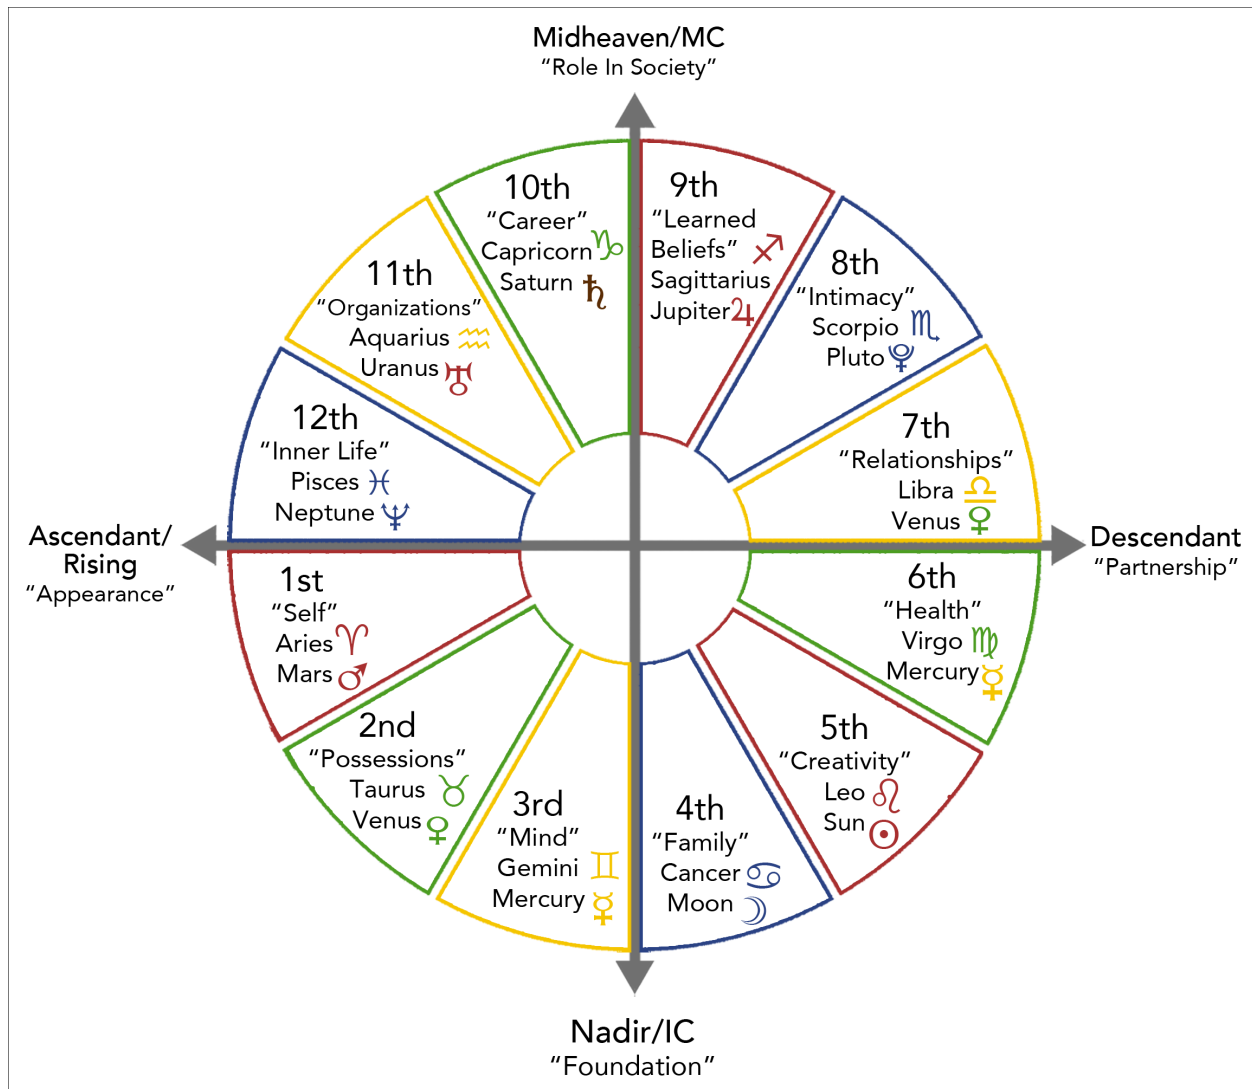 Midheaven/MC
“Role In Society”
10th
“Career”
Capricorn ♑
Saturn ♄
9th
“Learned
Beliefs” ♐
Sagittarius
Jupiter ♃
11th
“Organizations”
Aquarius ♒
Uranus ♅
8th
“Intimacy”
Scorpio ♏
Pluto ♇
12th
“Inner Life”
Pisces ♓
Neptune ♆
7th
“Relationships”
Libra ♎
Venus ♀
Ascendant/
Rising
“Appearance”
Descendant
“Partnership”
1st
“Self”
Aries ♈
Mars ♂
6th
“Health”
Virgo ♍
Mercury ☿
2nd
“Possessions”
Taurus ♉
Venus ♀
5th
“Creativity”
Leo ♌
Sun ☉
3rd
“Mind”
Gemini ♊
Mercury ☿
4th
“Family”
Cancer ♋
Moon ☽
Nadir/IC
“Foundation”